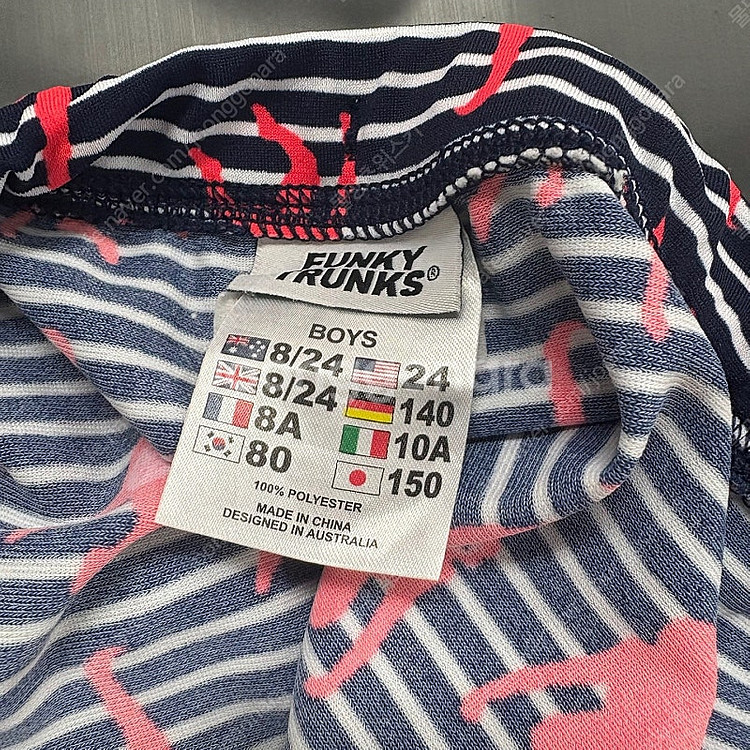 FUNKY
TRUNKS®
BOYS
8/24 24
8/24 140
8A 10A
80 150
100% POLYESTER
MADE IN CHINA
DESIGNED IN AUSTRALIA